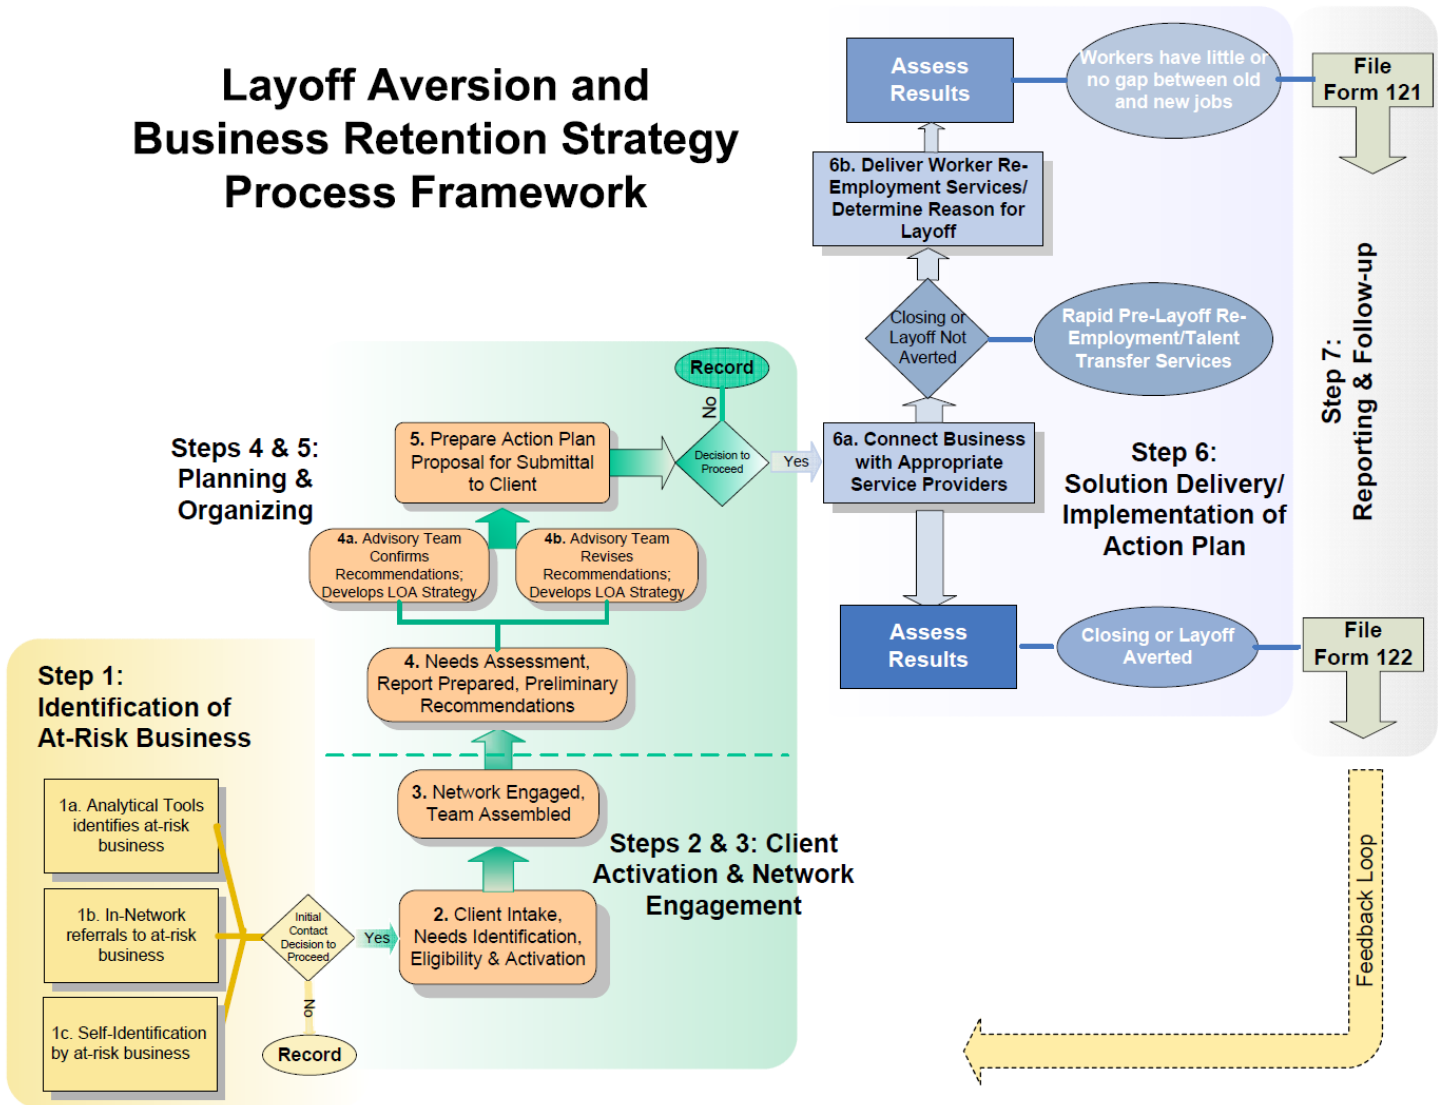 Layoff Aversion and
Business Retention Strategy
Process Framework
Step 1:
Identification of
At-Risk Business
1a. Analytical Tools
identifies at-risk
business
1b. In-Network
referrals to at-risk
business
1c. Self-Identification
by at-risk business
Initial
Contact
Decision to
Proceed
Yes
No
Record
2. Client Intake,
Needs Identification,
Eligibility & Activation
3. Network Engaged,
Team Assembled
Steps 2 & 3: Client
Activation & Network
Engagement
4. Needs Assessment,
Report Prepared, Preliminary
Recommendations
4a. Advisory Team
Confirms
Recommendations;
Develops LOA Strategy
4b. Advisory Team
Revises
Recommendations;
Develops LOA Strategy
Steps 4 & 5:
Planning &
Organizing
5. Prepare Action Plan
Proposal for Submittal
to Client
Decision to
Proceed
No
Record
Yes
6a. Connect Business
with Appropriate
Service Providers
Step 6:
Solution Delivery/
Implementation of
Action Plan
Closing or
Layoff Not
Averted
Rapid Pre-Layoff Re-
Employment/Talent
Transfer Services
6b. Deliver Worker Re-
Employment Services/
Determine Reason for
Layoff
Assess
Results
Workers have little or
no gap between old
and new jobs
File
Form 121
Assess
Results
Closing or Layoff
Averted
File
Form 122
Step 7:
Reporting & Follow-up
Feedback Loop